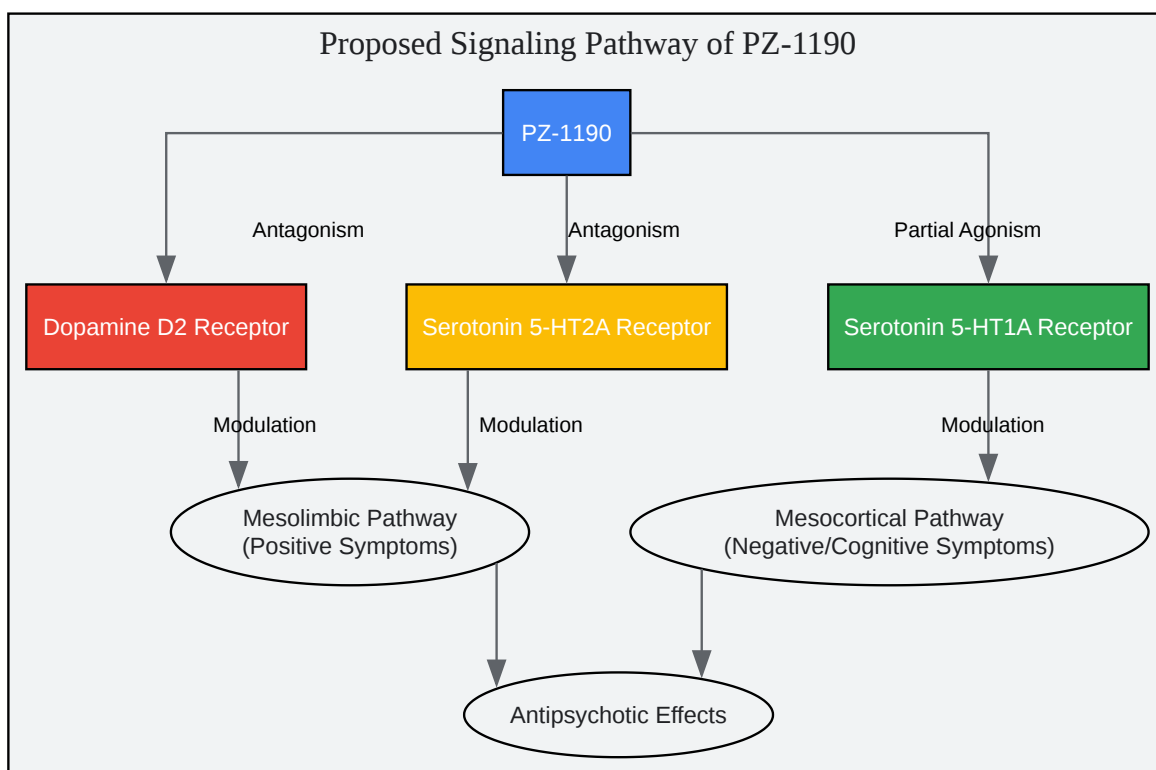 Proposed Signaling Pathway of PZ-1190
PZ-1190
Antagonism
Antagonism
Partial Agonism
Dopamine D2 Receptor
Serotonin 5-HT2A Receptor
Serotonin 5-HT1A Receptor
Modulation
Modulation
Modulation
Mesolimbic Pathway
(Positive Symptoms)
Mesocortical Pathway
(Negative/Cognitive Symptoms)
Antipsychotic Effects